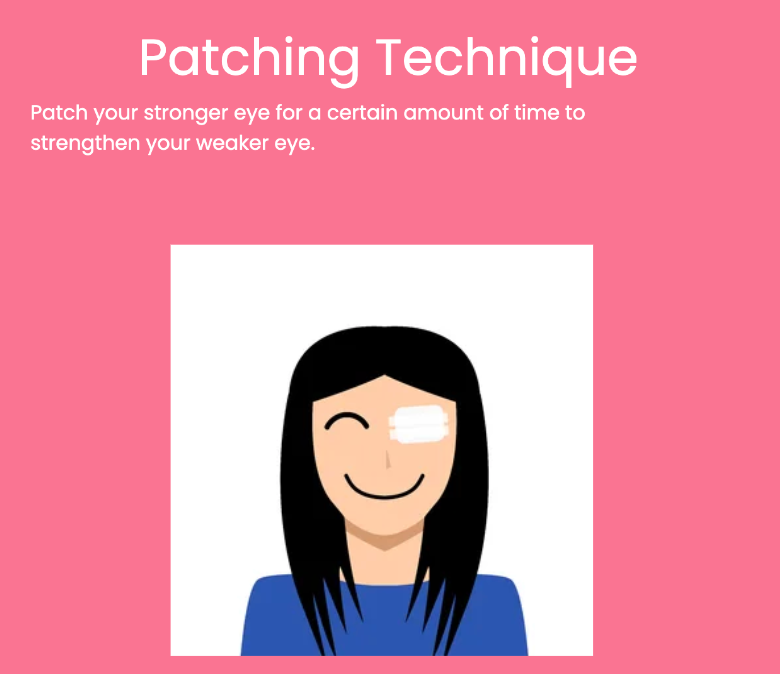 Patching Technique
Patch your stronger eye for a certain amount of time to
strengthen your weaker eye.